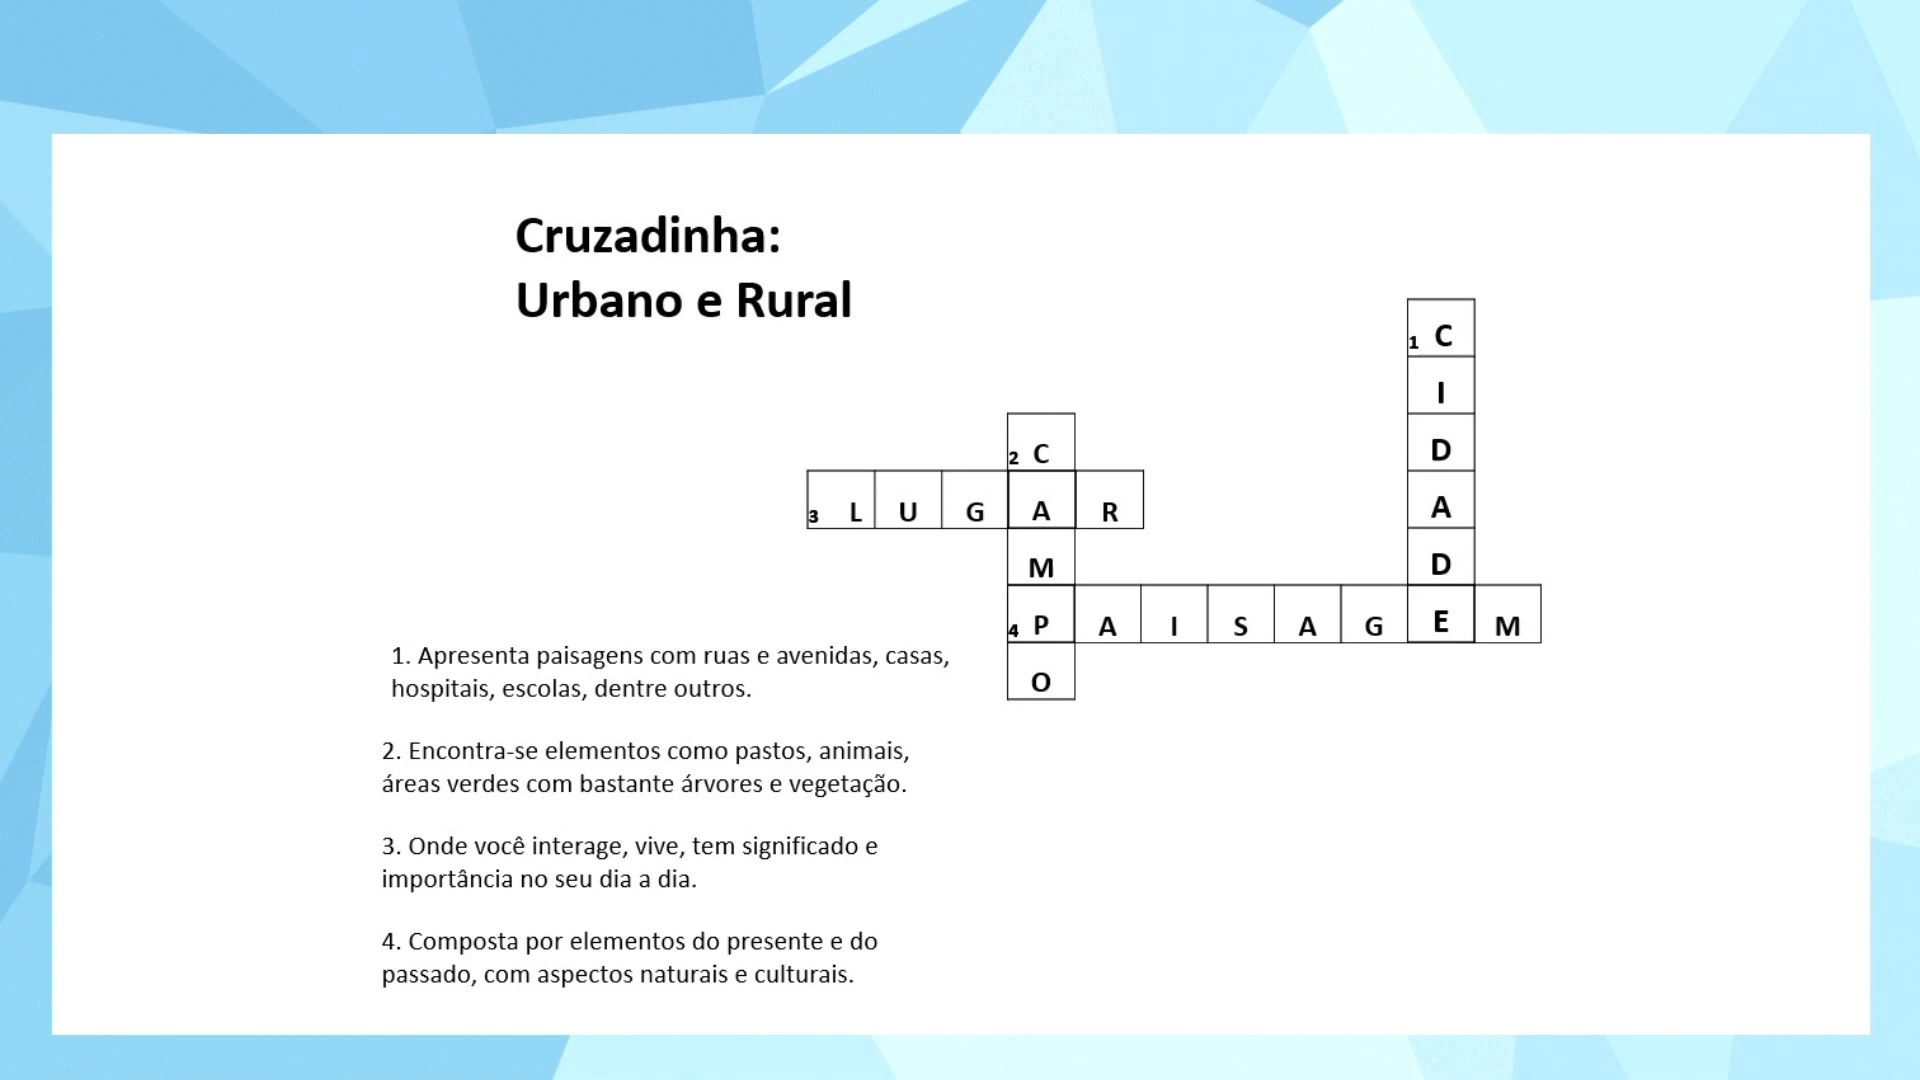 Cruzadinha:
Urbano e Rural
1 C
I
D
A
D
E
2 C
A
M
P
O
3 L U G A R
4 P A I S A G E M
1. Apresenta paisagens com ruas e avenidas, casas,
hospitais, escolas, dentre outros.
2. Encontra-se elementos como pastos, animais,
áreas verdes com bastante árvores e vegetação.
3. Onde você interage, vive, tem significado e
importância no seu dia a dia.
4. Composta por elementos do presente e do
passado, com aspectos naturais e culturais.